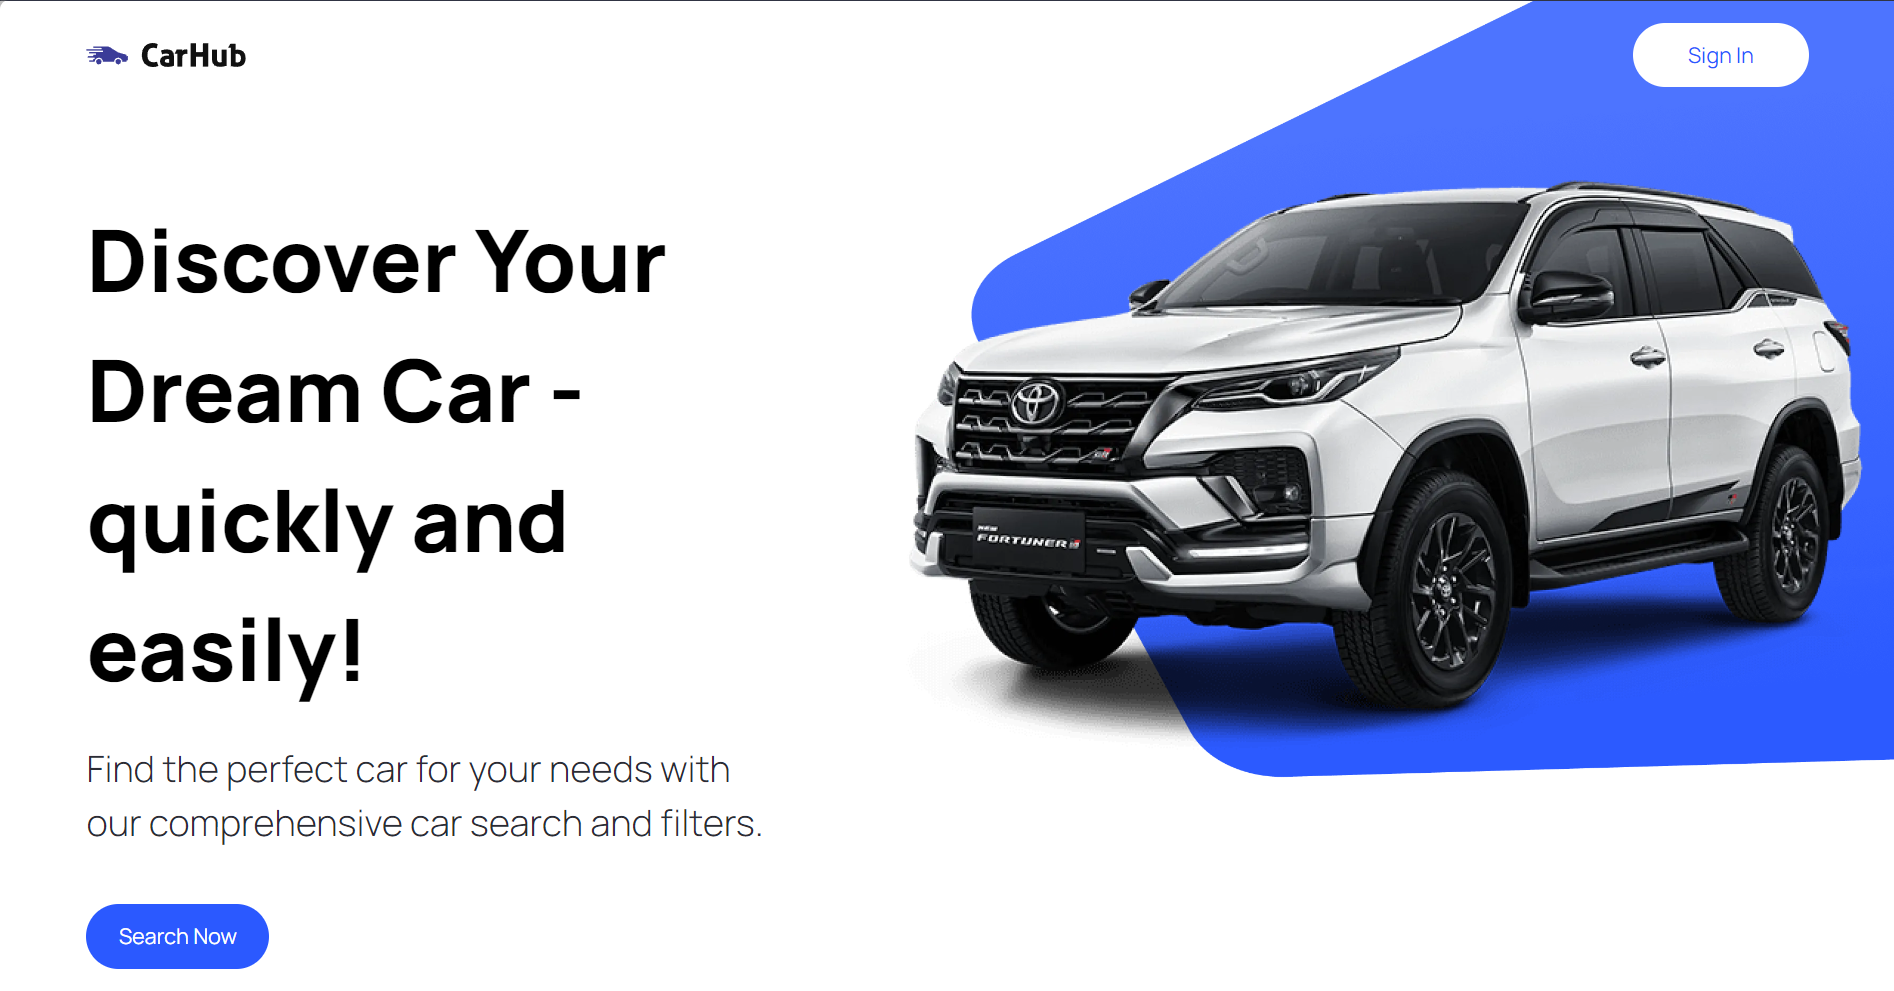 CarHub
Sign In
Discover Your
Dream Car -
quickly and
easily!
Find the perfect car for your needs with
our comprehensive car search and filters.
Search Now
NEW
FORTUNER